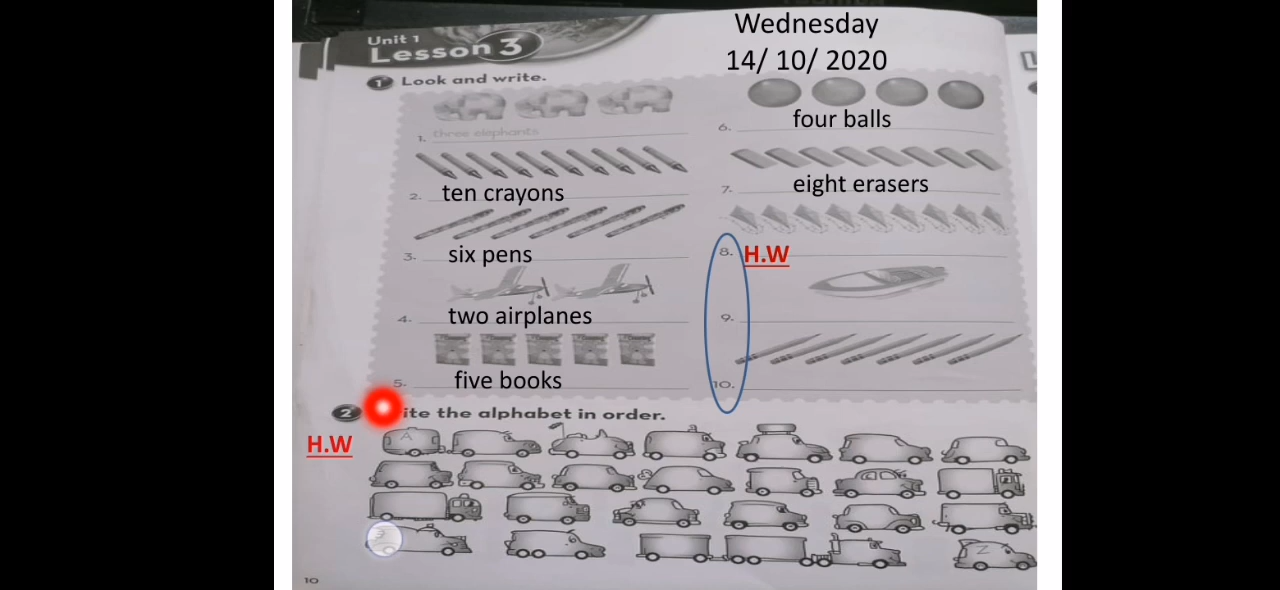 Wednesday
14/ 10/ 2020
Unit 1
Lesson 3
1 Look and write.
1. three elephants
2. ten crayons
3. six pens
4. two airplanes
5. five books
6. four balls
7. eight erasers
8. H.W
9.
10.
2 ite the alphabet in order.
H.W
A
Z
10